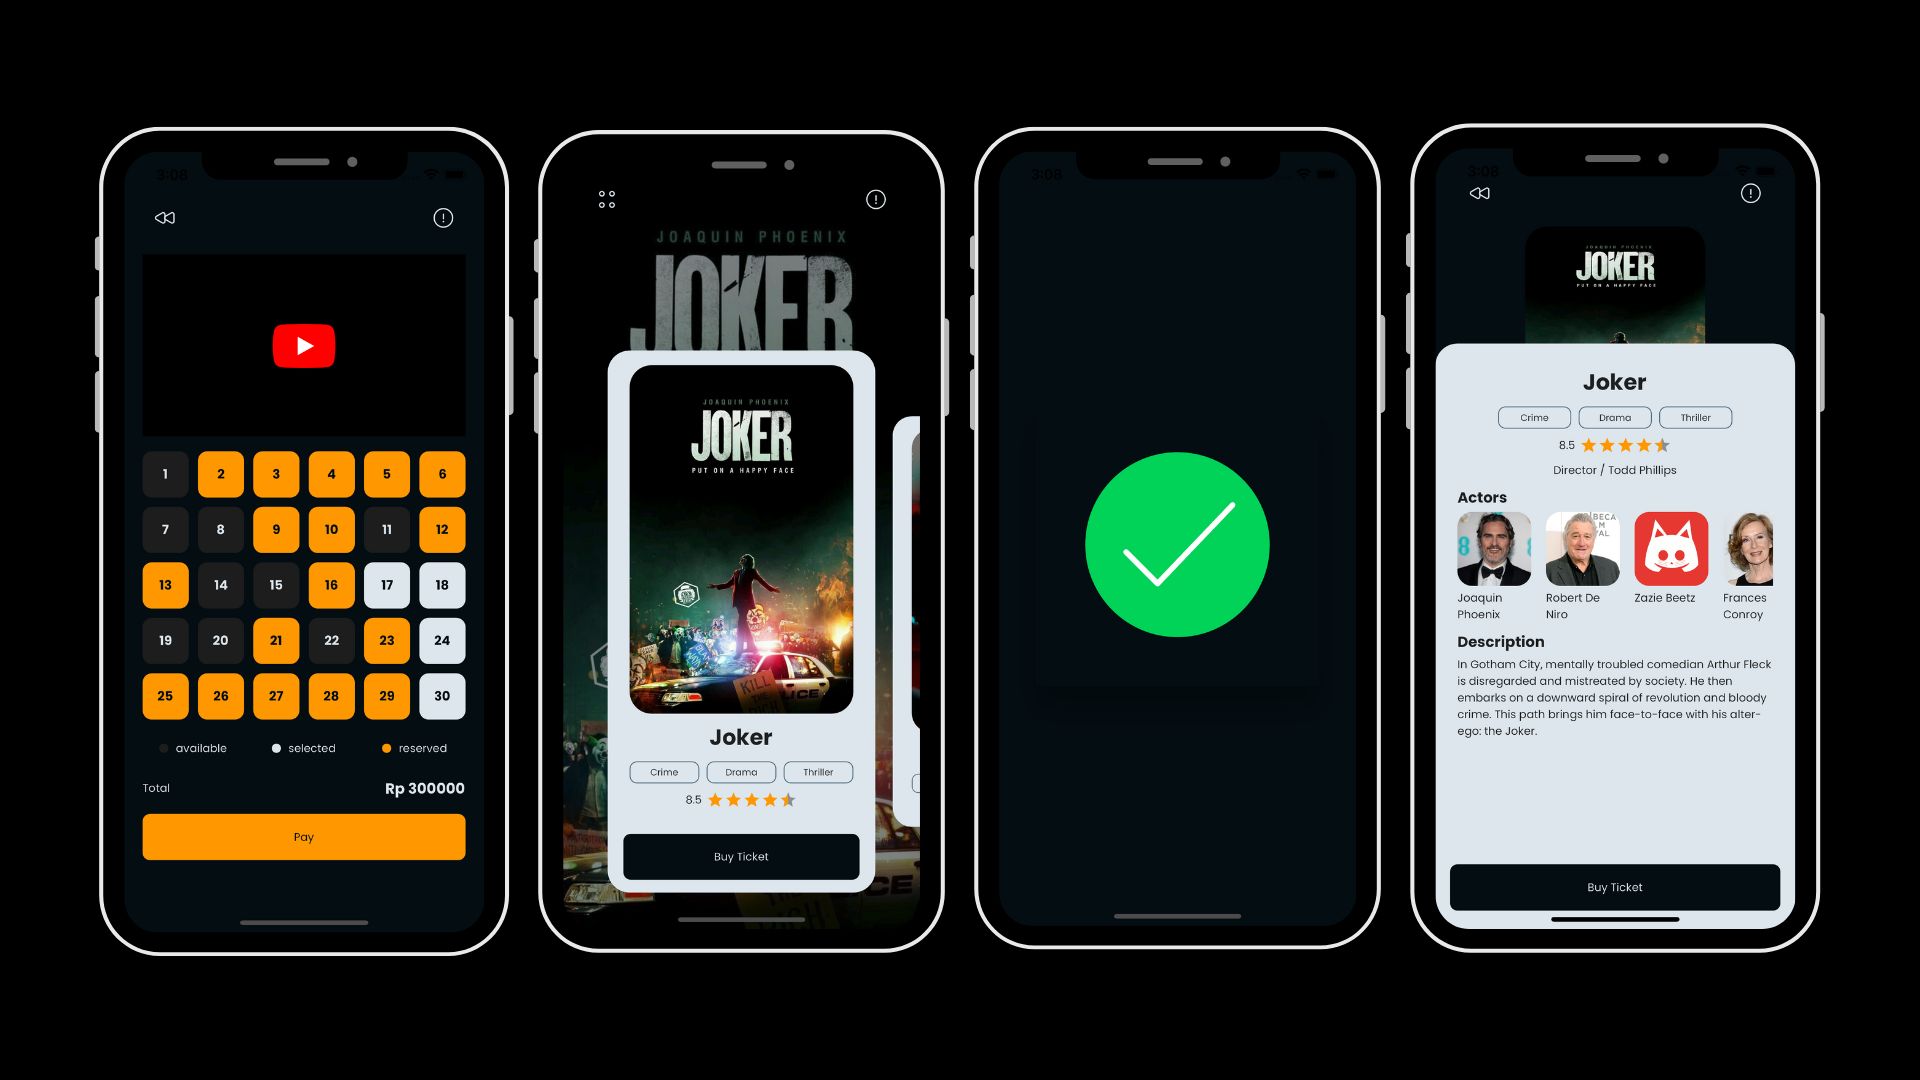 3:08
1 2 3 4 5 6
7 8 9 10 11 12
13 14 15 16 17 18
19 20 21 22 23 24
25 26 27 28 29 30
available selected reserved
Total Rp 300000
Pay
JOAQUIN PHOENIX
JOKER
JOAQUIN PHOENIX
JOKER
PUT ON A HAPPY FACE
KILL
THE
RICH
Joker
Crime Drama Thriller
8.5
Buy Ticket
3:08
3:08
JOAQUIN PHOENIX
JOKER
PUT ON A HAPPY FACE
Joker
Crime Drama Thriller
8.5
Director / Todd Phillips
Actors
Joaquin
Phoenix
Robert De
Niro
Zazie Beetz
Frances
Conroy
Description
In Gotham City, mentally troubled comedian Arthur Fleck
is disregarded and mistreated by society. He then
embarks on a downward spiral of revolution and bloody
crime. This path brings him face-to-face with his alter-
ego: the Joker.
Buy Ticket